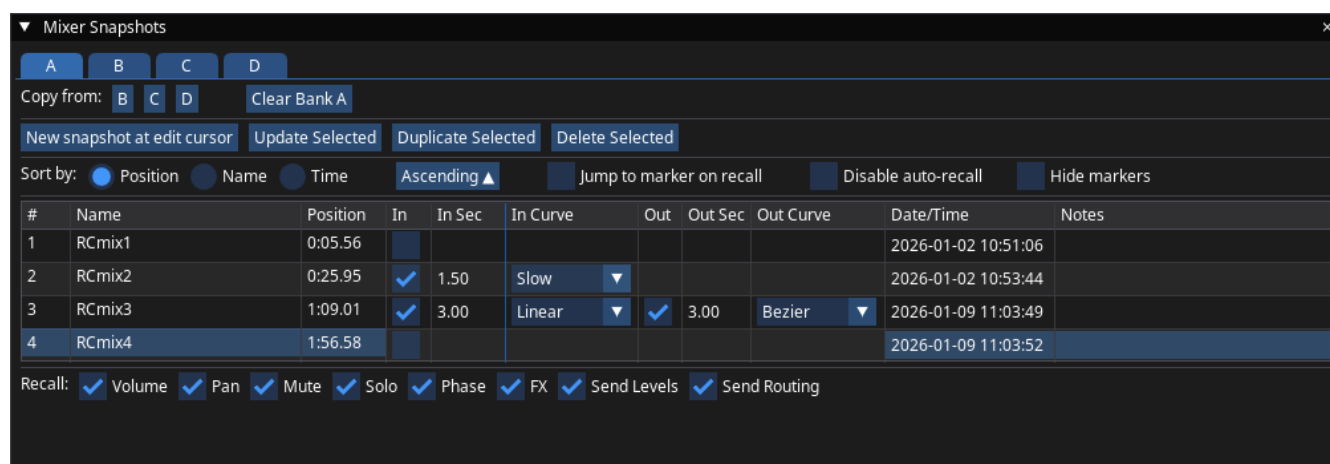 ▼ Mixer Snapshots ×
A B C D
Copy from: B C D Clear Bank A
New snapshot at edit cursor Update Selected Duplicate Selected Delete Selected
Sort by: Position Name Time Ascending▲ Jump to marker on recall Disable auto-recall Hide markers
# Name Position In In Sec In Curve Out Out Sec Out Curve Date/Time Notes
1 RCmix1 0:05.56 2026-01-02 10:51:06
2 RCmix2 0:25.95 1.50 Slow ▼ 2026-01-02 10:53:44
3 RCmix3 1:09.01 3.00 Linear ▼ 3.00 Bezier ▼ 2026-01-09 11:03:49
4 RCmix4 1:56.58 2026-01-09 11:03:52
Recall: Volume Pan Mute Solo Phase FX Send Levels Send Routing